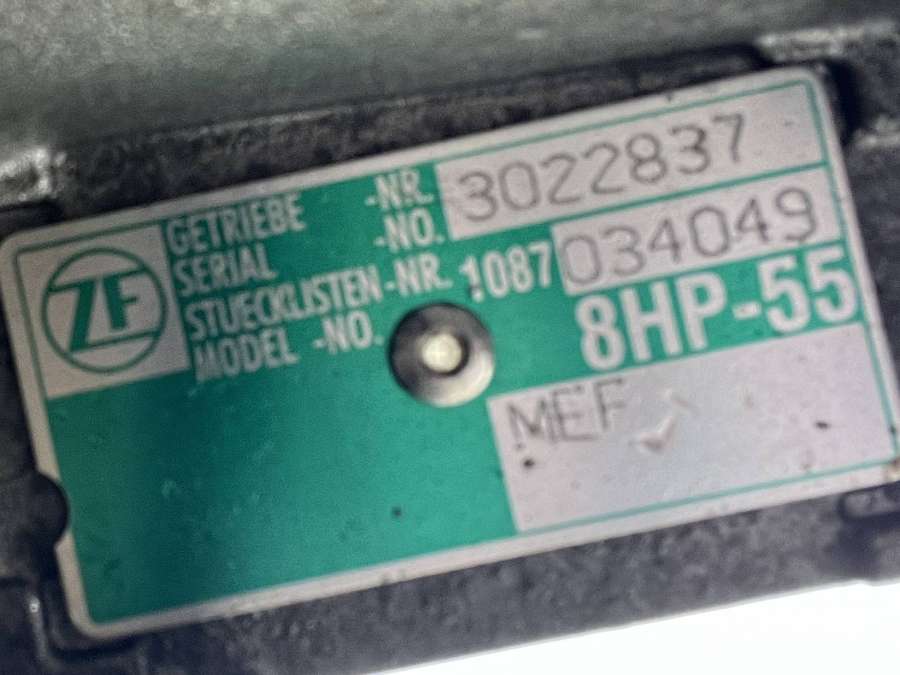 ZF
GETRIEBE -NR. 3022837
SERIAL -NO.
STUECKLISTEN-NR. 1087 034049
MODEL -NO. 8HP-55
MEF